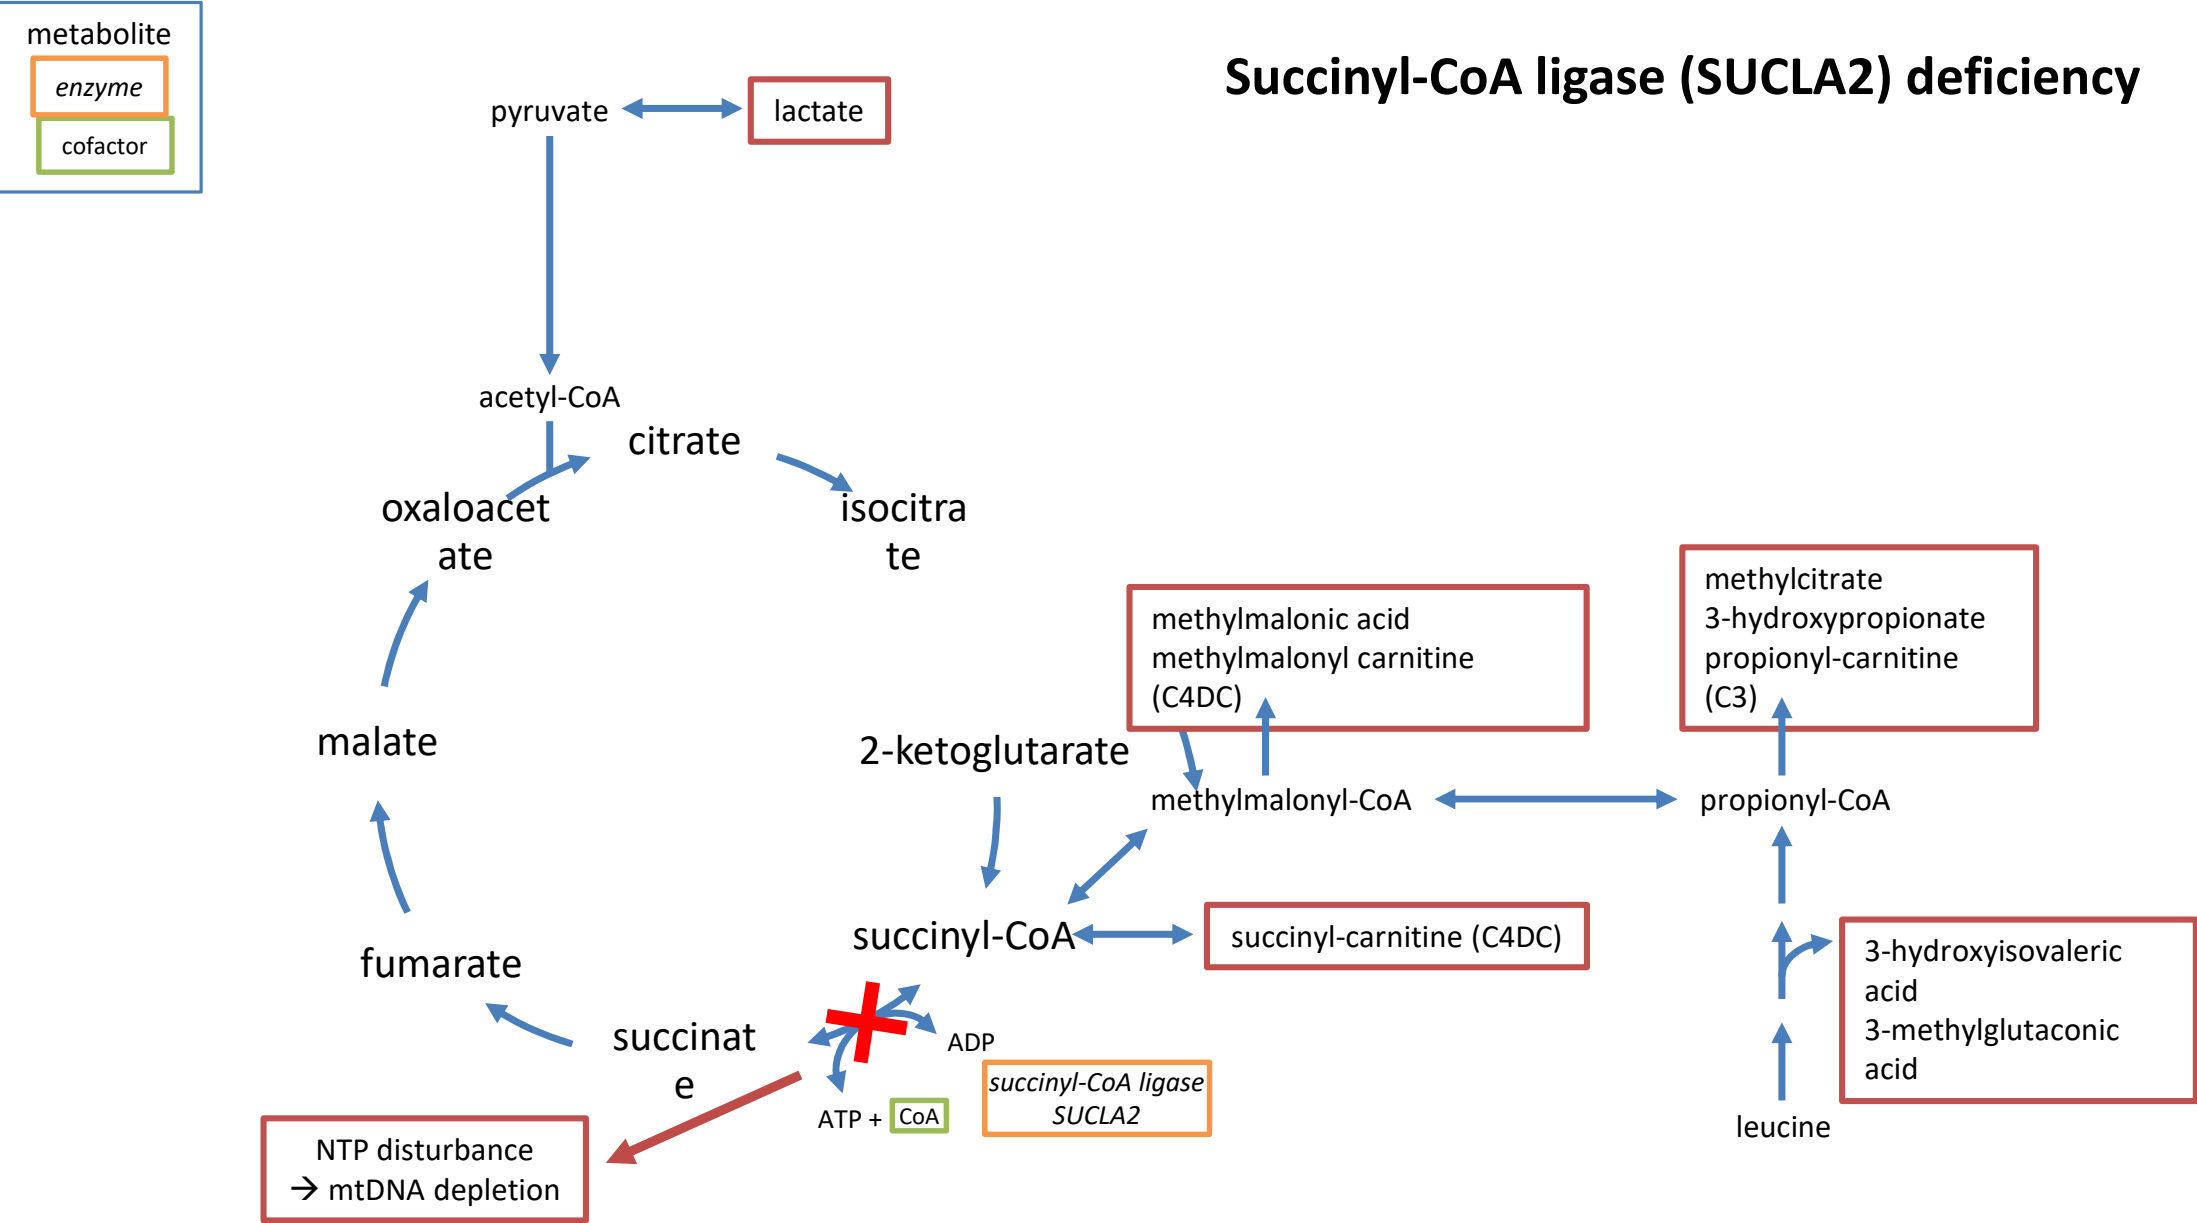 metabolite
enzyme
cofactor
Succinyl-CoA ligase (SUCLA2) deficiency
pyruvate
lactate
acetyl-CoA
citrate
oxaloacet
ate
isocitra
te
methylmalonic acid
methylmalonyl carnitine
(C4DC)
methylcitrate
3-hydroxypropionate
propionyl-carnitine
(C3)
malate
2-ketoglutarate
methylmalonyl-CoA
propionyl-CoA
succinyl-CoA
succinyl-carnitine (C4DC)
3-hydroxyisovaleric
acid
3-methylglutaconic
acid
fumarate
succinat
e
ADP
succinyl-CoA ligase
SUCLA2
ATP + CoA
leucine
NTP disturbance
→ mtDNA depletion